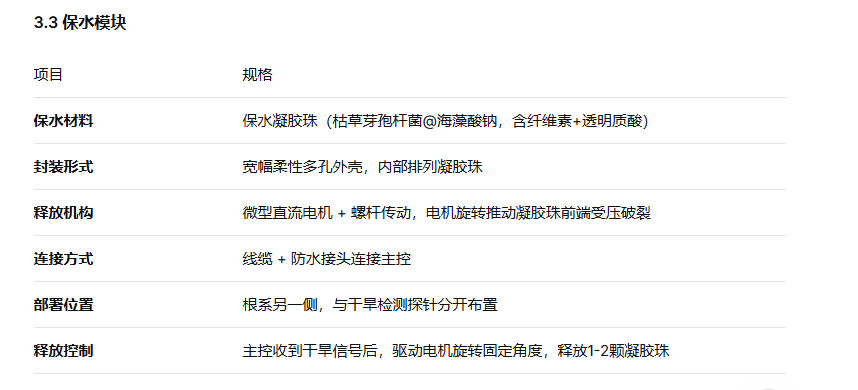 3.3 保水模块
项目 规格
保水材料 保水凝胶珠（枯草芽孢杆菌@海藻酸钠，含纤维素+透明质酸）
封装形式 宽幅柔性多孔外壳，内部排列凝胶珠
释放机构 微型直流电机 + 螺杆传动，电机旋转推动凝胶珠前端受压破裂
连接方式 线缆 + 防水接头连接主控
部署位置 根系另一侧，与干旱检测探针分开布置
释放控制 主控收到干旱信号后，驱动电机旋转固定角度，释放1-2颗凝胶珠